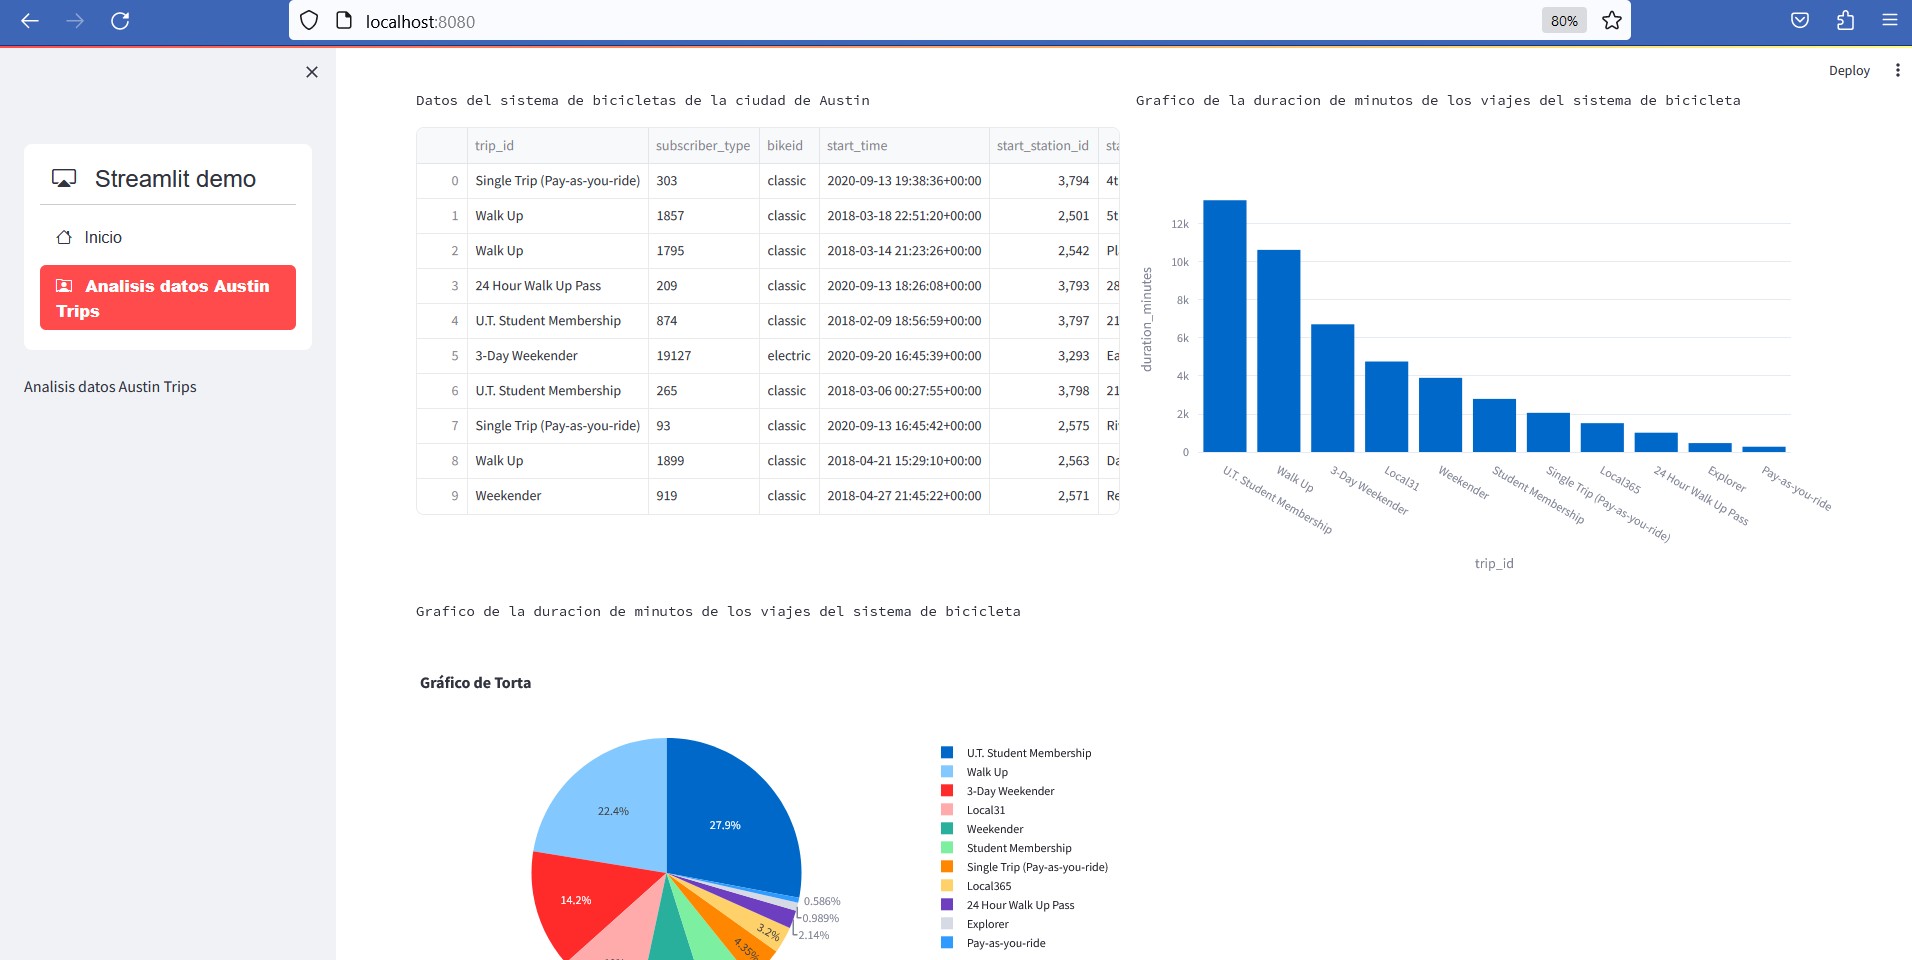 localhost:8080
80%
Deploy
Streamlit demo
Inicio
Analisis datos Austin
Trips
Analisis datos Austin Trips
Datos del sistema de bicicletas de la ciudad de Austin
trip_id subscriber_type bikeid start_time start_station_id sta
0 Single Trip (Pay-as-you-ride) 303 classic 2020-09-13 19:38:36+00:00 3,794 4t
1 Walk Up 1857 classic 2018-03-18 22:51:20+00:00 2,501 5t
2 Walk Up 1795 classic 2018-03-14 21:23:26+00:00 2,542 Pl
3 24 Hour Walk Up Pass 209 classic 2020-09-13 18:26:08+00:00 3,793 28
4 U.T. Student Membership 874 classic 2018-02-09 18:56:59+00:00 3,797 21
5 3-Day Weekender 19127 electric 2020-09-20 16:45:39+00:00 3,293 Ea
6 U.T. Student Membership 265 classic 2018-03-06 00:27:55+00:00 3,798 21
7 Single Trip (Pay-as-you-ride) 93 classic 2020-09-13 16:45:42+00:00 2,575 Ri
8 Walk Up 1899 classic 2018-04-21 15:29:10+00:00 2,563 Da
9 Weekender 919 classic 2018-04-27 21:45:22+00:00 2,571 Re
Grafico de la duracion de minutos de los viajes del sistema de bicicleta
duration_minutes
12k
10k
8k
6k
4k
2k
0
U.T. Student Membership
Walk Up
3-Day Weekender
Local31
Weekender
Student Membership
Single Trip (Pay-as-you-ride)
Local365
24 Hour Walk Up Pass
Explorer
Pay-as-you-ride
trip_id
Grafico de la duracion de minutos de los viajes del sistema de bicicleta
Gráfico de Torta
22.4%
27.9%
14.2%
0.586%
0.989%
2.14%
3.2%
4.35%
U.T. Student Membership
Walk Up
3-Day Weekender
Local31
Weekender
Student Membership
Single Trip (Pay-as-you-ride)
Local365
24 Hour Walk Up Pass
Explorer
Pay-as-you-ride